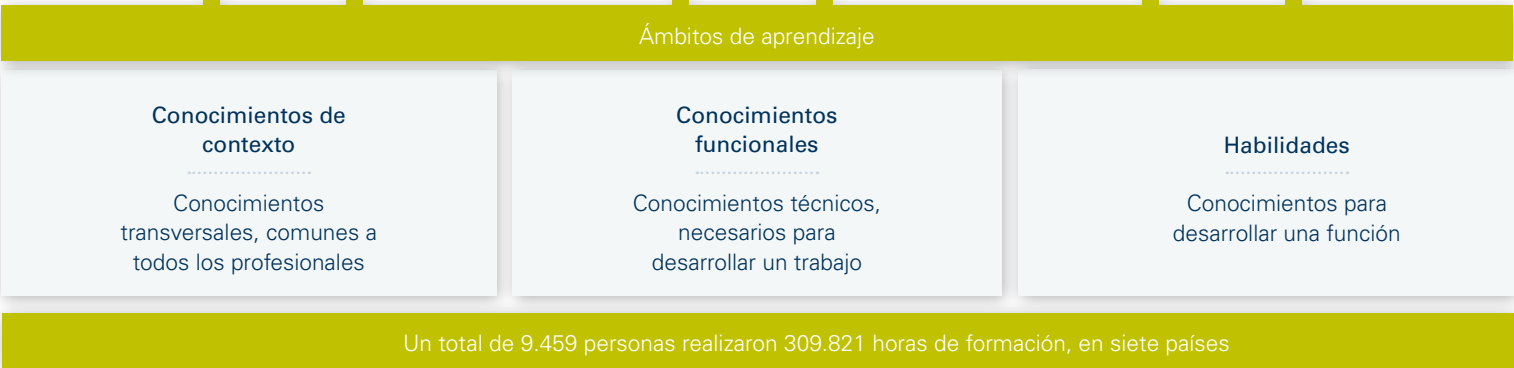 Ámbitos de aprendizaje
Conocimientos de
contexto
Conocimientos
transversales, comunes a
todos los profesionales
Conocimientos
funcionales
Conocimientos técnicos,
necesarios para
desarrollar un trabajo
Habilidades
Conocimientos para
desarrollar una función
Un total de 9.459 personas realizaron 309.821 horas de formación, en siete países